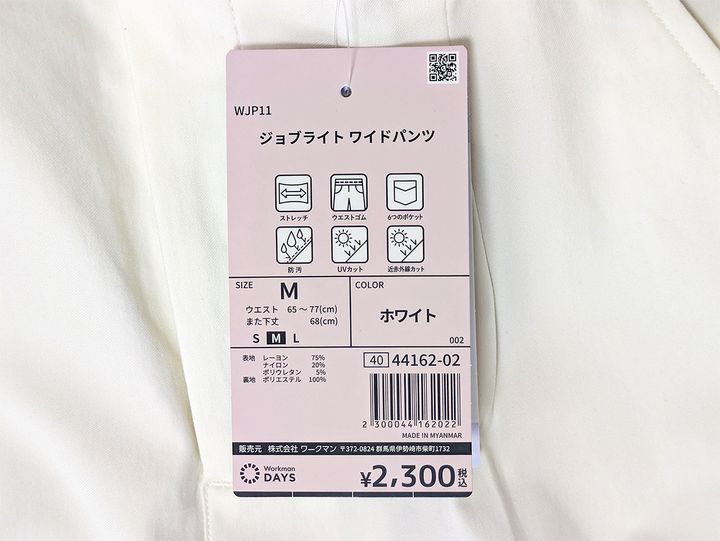 WJP11
ジョブライト ワイドパンツ
ストレッチ ウエストゴム 6つのポケット
防汚 UVカット 近赤外線カット
SIZE M
ウエスト 65〜77(cm)
また下丈 68(cm)
S M L
COLOR
ホワイト
002
表地 レーヨン 75%
ナイロン 20%
ポリウレタン 5%
裏地 ポリエステル 100%
40 44162-02
2 300044 162022
MADE IN MYANMAR
販売元 株式会社 ワークマン 〒372-0824 群馬県伊勢崎市柴町1732
Workman
DAYS
¥2,300税込